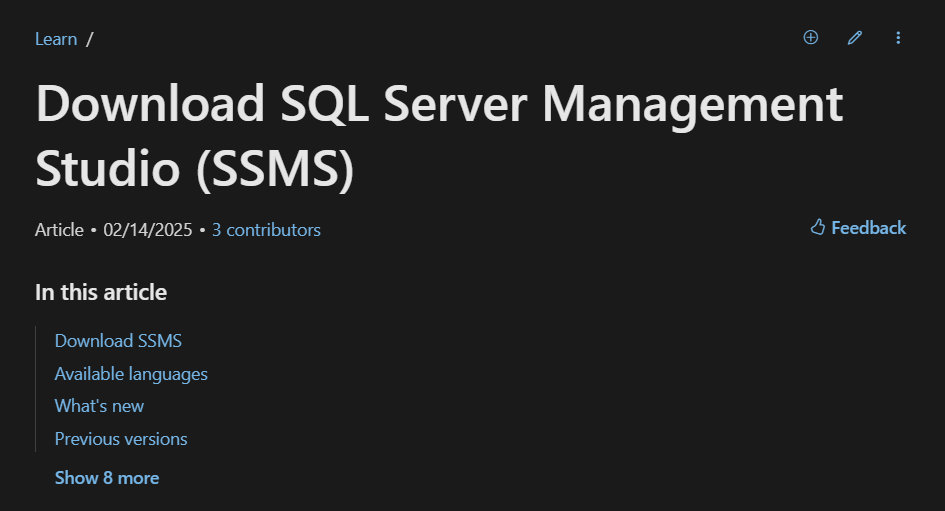 Learn /
Download SQL Server Management
Studio (SSMS)
Article • 02/14/2025 • 3 contributors
Feedback
In this article
Download SSMS
Available languages
What's new
Previous versions
Show 8 more